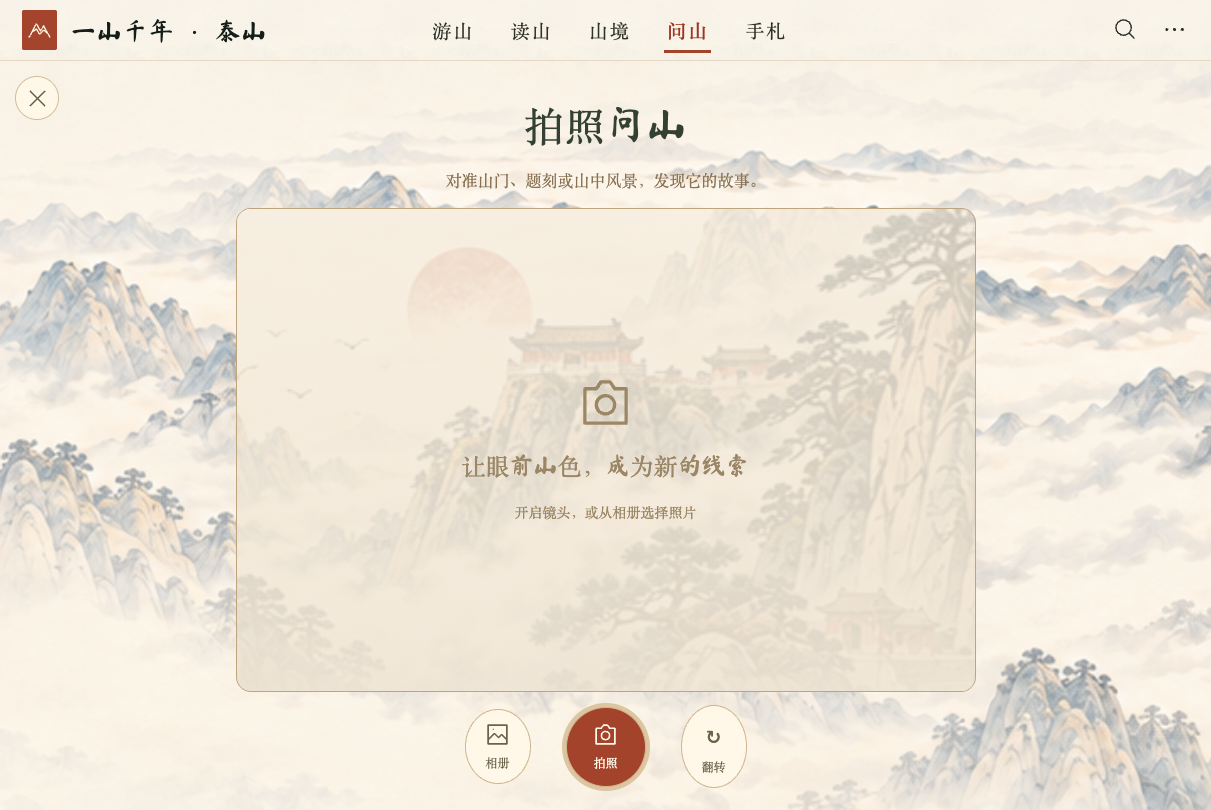 一山千年 · 泰山
游山 读山 山境 问山 手札
拍照问山
对准山门、题刻或山中风景，发现它的故事。
让眼前山色，成为新的线索
开启镜头，或从相册选择照片
相册 拍照 翻转